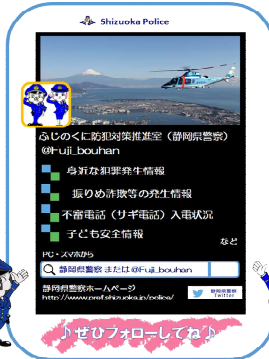 Shizuoka Police
ふじのくに防犯対策推進室（静岡県警察）
@Fuji_bouhan
身近な犯罪発生情報
振りめ詐欺等の発生情報
不審電話（サギ電話）入電状況
子ども安全情報
など
PC・スマホから
静岡県警察 または @Fuji_bouhan
静岡県警察ホームページ
http://www.pref.shizuoka.jp/police/
静岡県警察
Twitter
♪ぜひフォローしてね♪